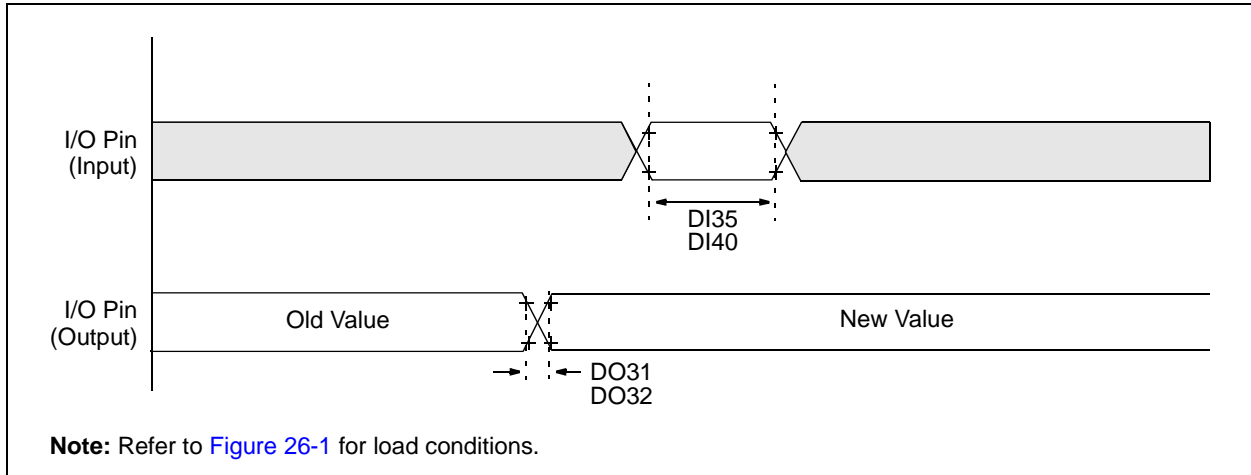 I/O Pin
(Input)
DI35
DI40
I/O Pin
(Output)
Old Value
New Value
DO31
DO32
Note: Refer to Figure 26-1 for load conditions.